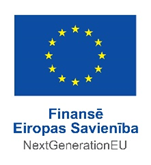 Finansē
Eiropas Savienība
NextGenerationEU